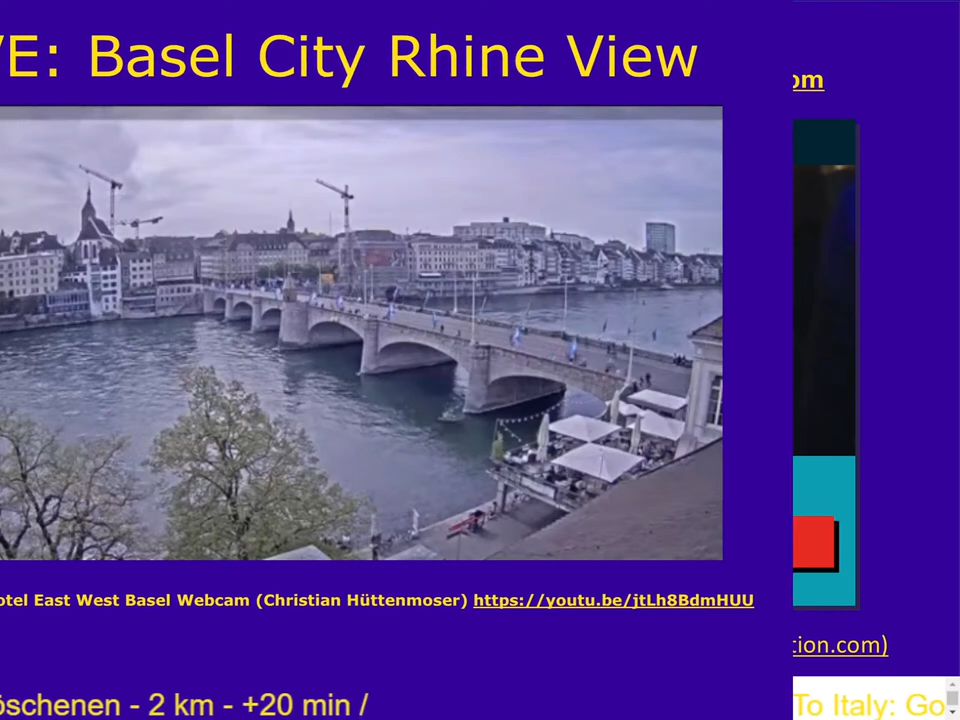 E: Basel City Rhine View
om
otel East West Basel Webcam (Christian Hüttenmoser) https://youtu.be/jtLh8BdmHUU
tion.com)
öschenen - 2 km - +20 min /
To Italy: Go